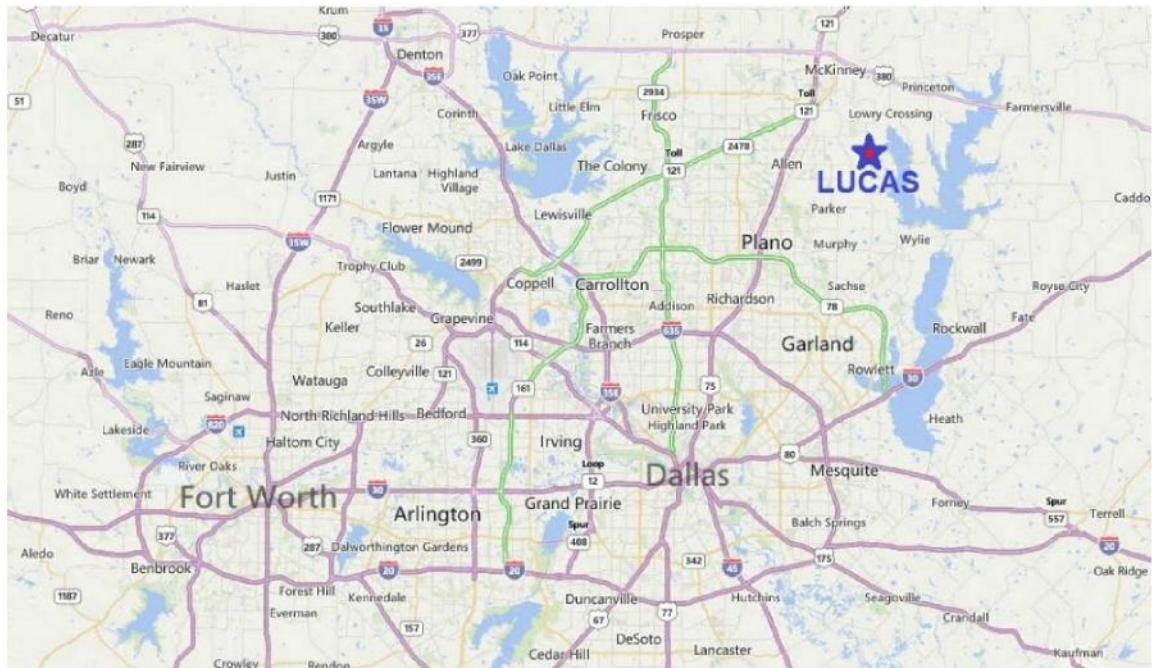 Krum
380
35
377
Prosper
121
Decatur
Denton
35E
Oak Point
McKinney
380
Princeton
51
35W
Corinth
Little Elm
2934
Frisco
Toll
121
Lowry Crossing
Farmersville
287
New Fairview
Argyle
Lake Dallas
The Colony
Toll
121
2478
Allen
LUCAS
Boyd
Justin
1171
Lantana
Highland
Village
Parker
Caddo
114
35W
Flower Mound
Lewisville
Plano
Murphy
Wylie
Briar
Newark
Trophy Club
2499
Coppell
Carrollton
Richardson
Sachse
Royse City
Haslet
81
Southlake
Addison
78
Reno
Keller
Grapevine
Farmers
Branch
635
Fate
Rockwall
26
114
Garland
Eagle Mountain
Azle
Watauga
Colleyville
121
161
35E
75
Rowlett
30
Saginaw
North Richland Hills
Bedford
University Park
Highland Park
Heath
Lakeside
820
Haltom City
360
Irving
80
River Oaks
Loop
12
Dallas
Mesquite
White Settlement
Fort Worth
30
Arlington
Grand Prairie
Forney
Spur
557
Terrell
377
287
Dalworthington Gardens
Spur
408
Balch Springs
20
Aledo
Benbrook
20
20
342
45
175
Oak Ridge
1187
Forest Hill
Kennedale
Duncanville
Hutchins
Seagoville
Everman
157
67
77
Crandall
DeSoto
Crowley
Rendon
Cedar Hill
Lancaster
Kaufman